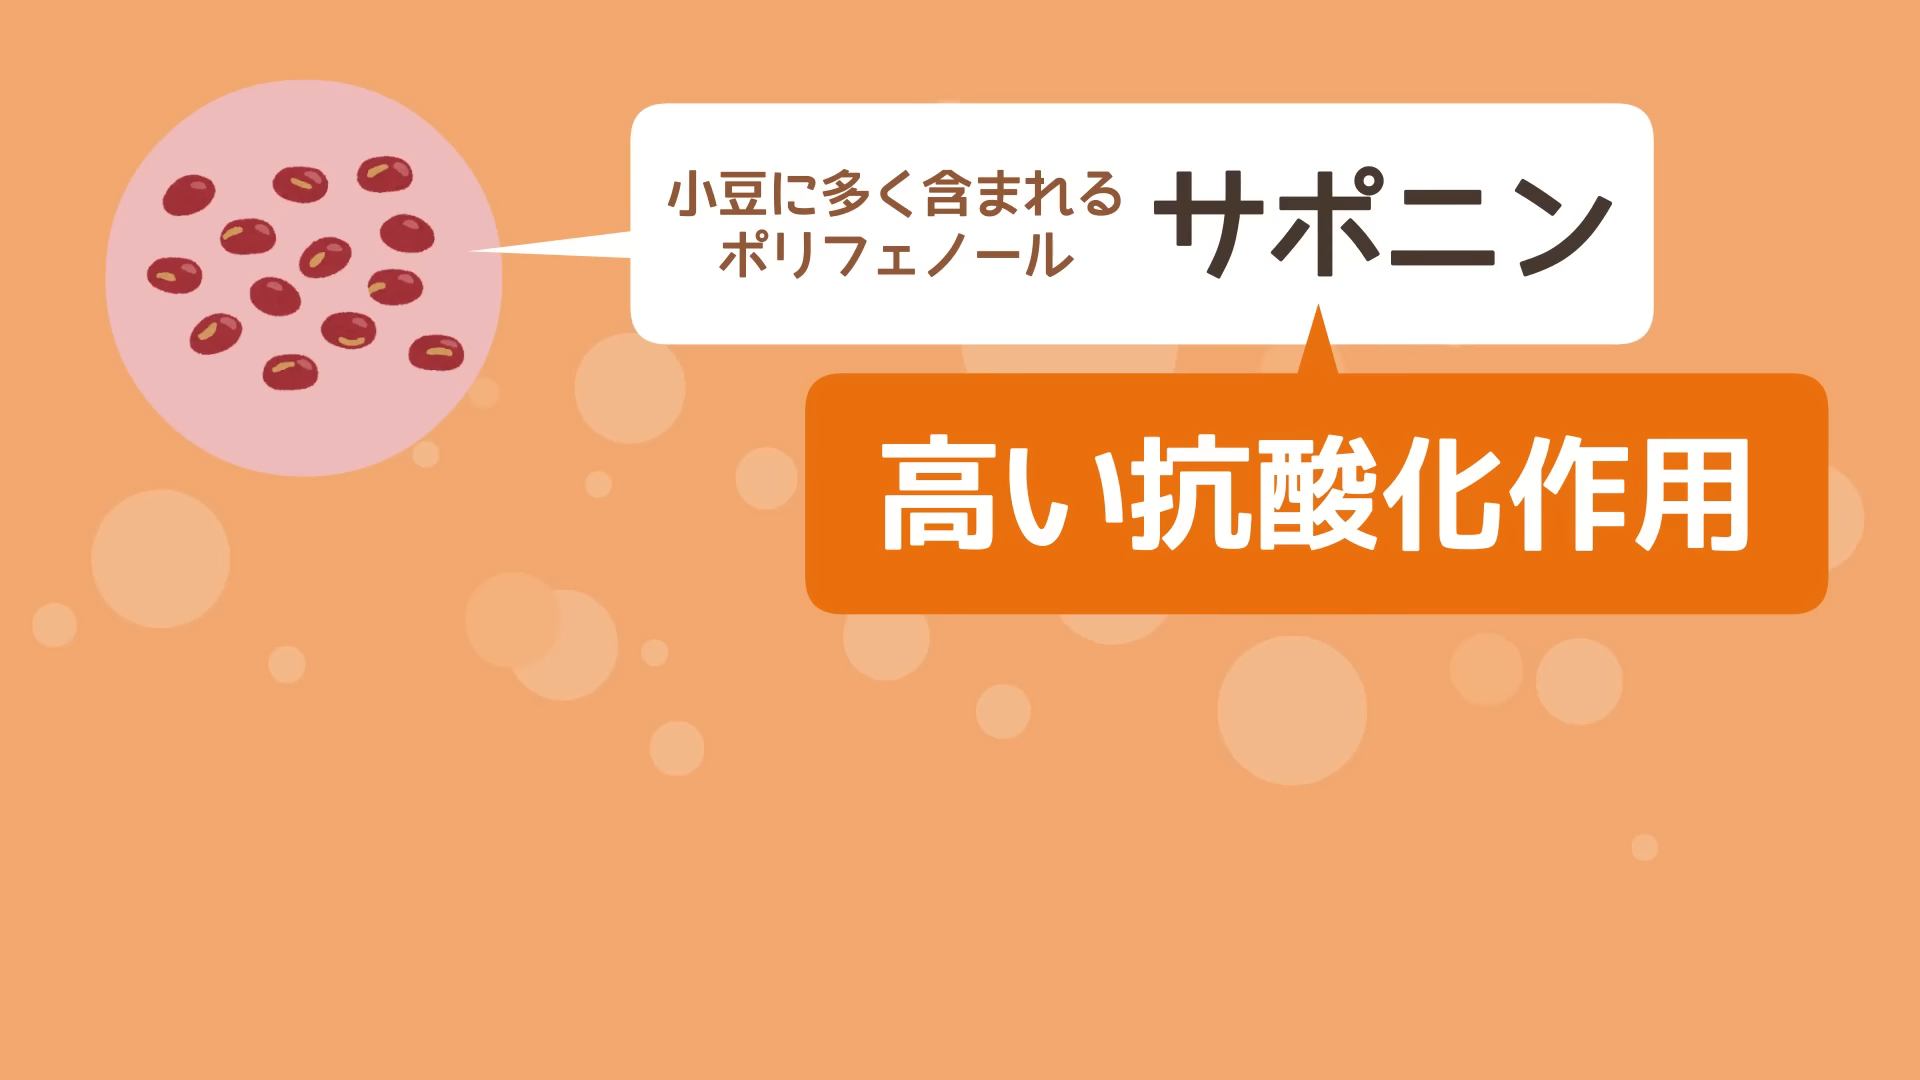 小豆に多く含まれる
ポリフェノール
サポニン
高い抗酸化作用